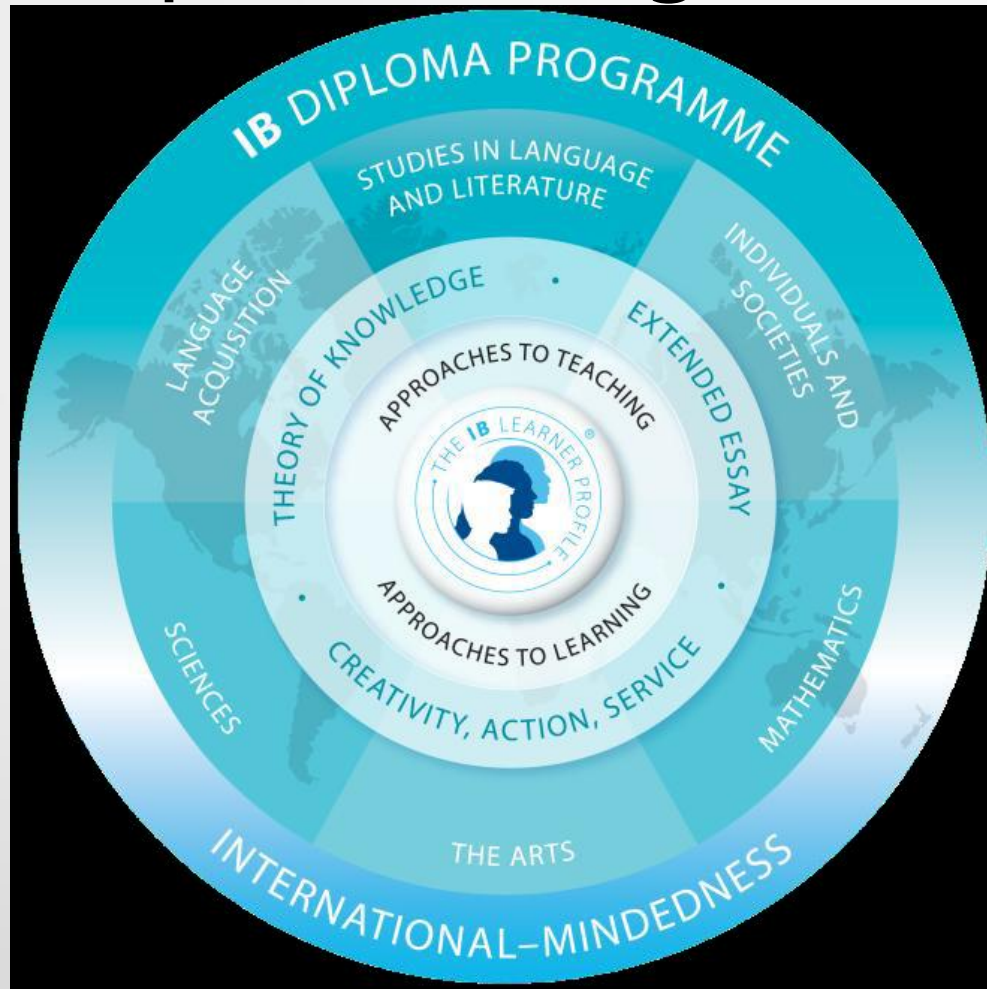 IB DIPLOMA PROGRAMME
STUDIES IN LANGUAGE
AND LITERATURE
LANGUAGE
ACQUISITION
INDIVIDUALS AND
SOCIETIES
THEORY OF KNOWLEDGE
EXTENDED ESSAY
APPROACHES TO TEACHING
THE IB LEARNER PROFILE
®
APPROACHES TO LEARNING
CREATIVITY, ACTION, SERVICE
SCIENCES
MATHEMATICS
THE ARTS
INTERNATIONAL–MINDEDNESS